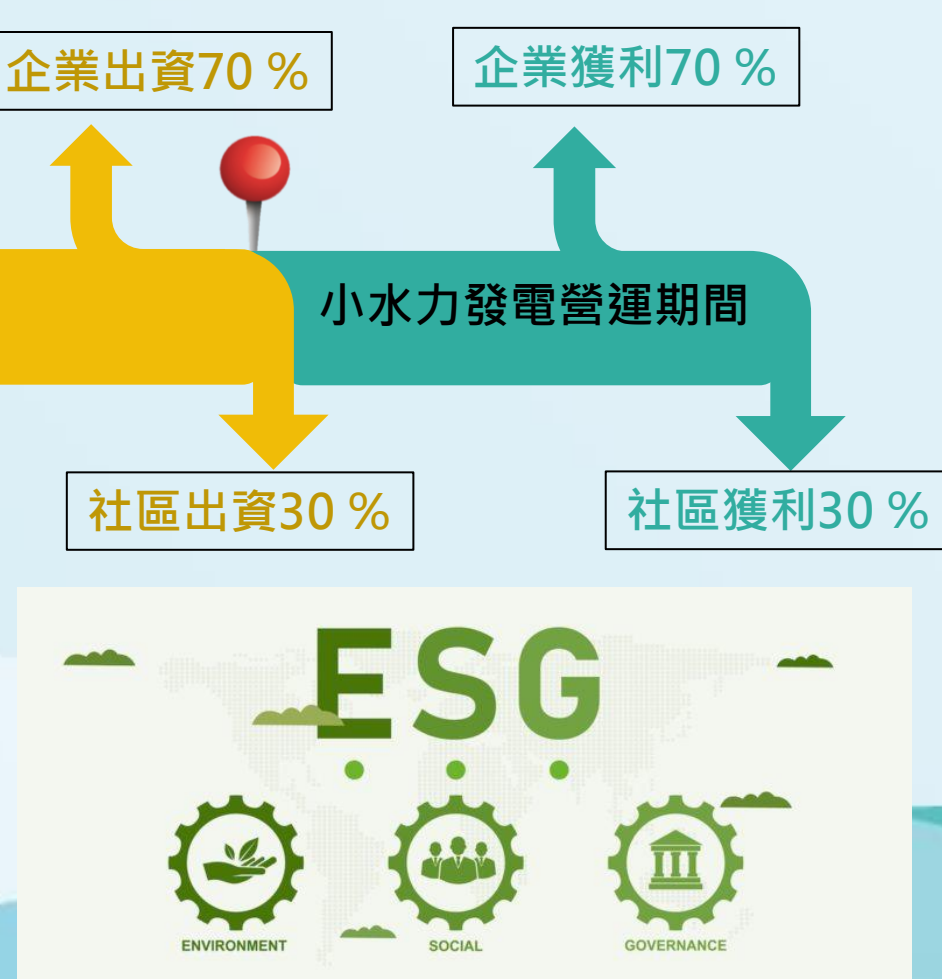 企業出資70 %
企業獲利70 %
小水力發電營運期間
社區出資30 %
社區獲利30 %
ESG
ENVIRONMENT
SOCIAL
GOVERNANCE